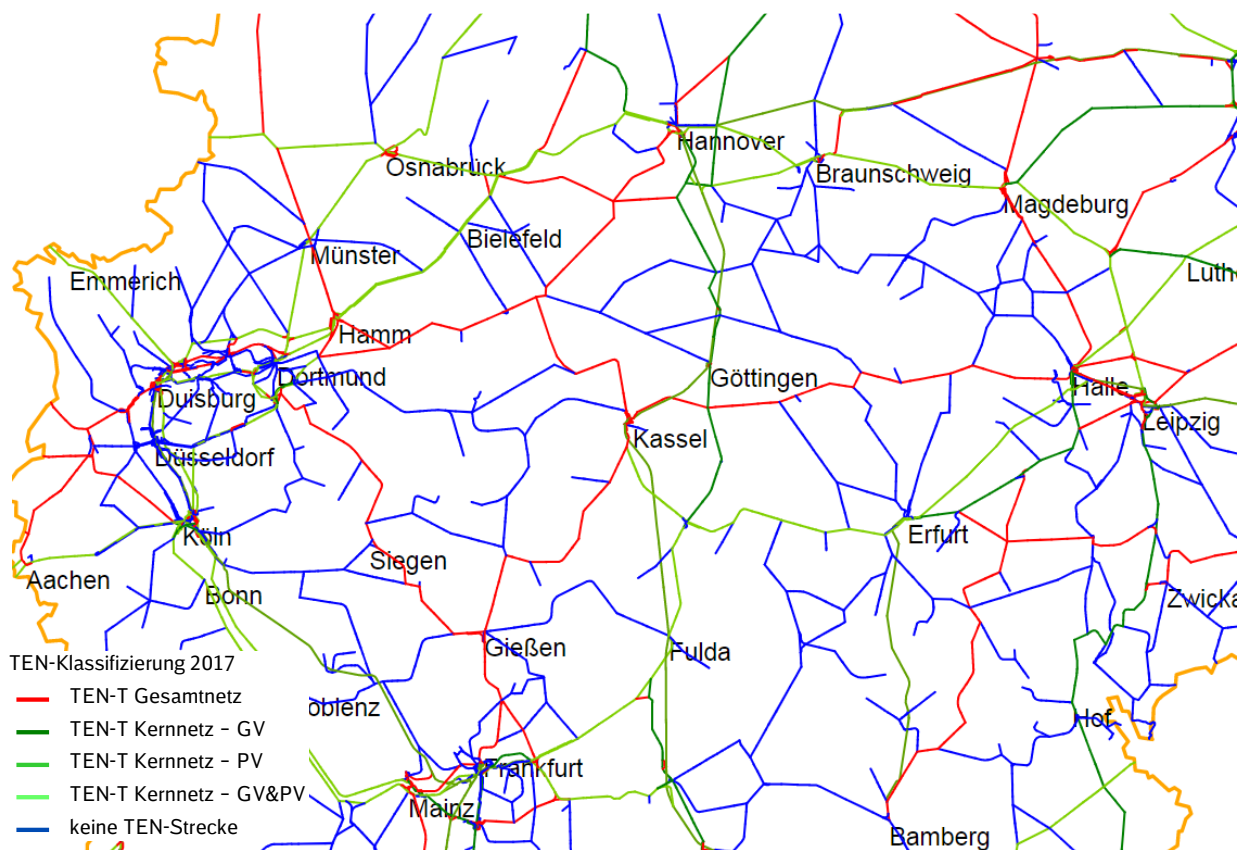 Hannover
Osnabrück
Braunschweig
Magdeburg
Bielefeld
Münster
Emmerich
Luthe
Hamm
Dortmund
Göttingen
Duisburg
Halle
Leipzig
Kassel
Düsseldorf
Köln
Erfurt
Siegen
Aachen
Bonn
Zwicka
Gießen
Fulda
TEN-Klassifizierung 2017
TEN-T Gesamtnetz
oblenz
Hof
TEN-T Kernnetz – GV
TEN-T Kernnetz – PV
Frankfurt
TEN-T Kernnetz – GV&PV
Mainz
keine TEN-Strecke
Bamberg